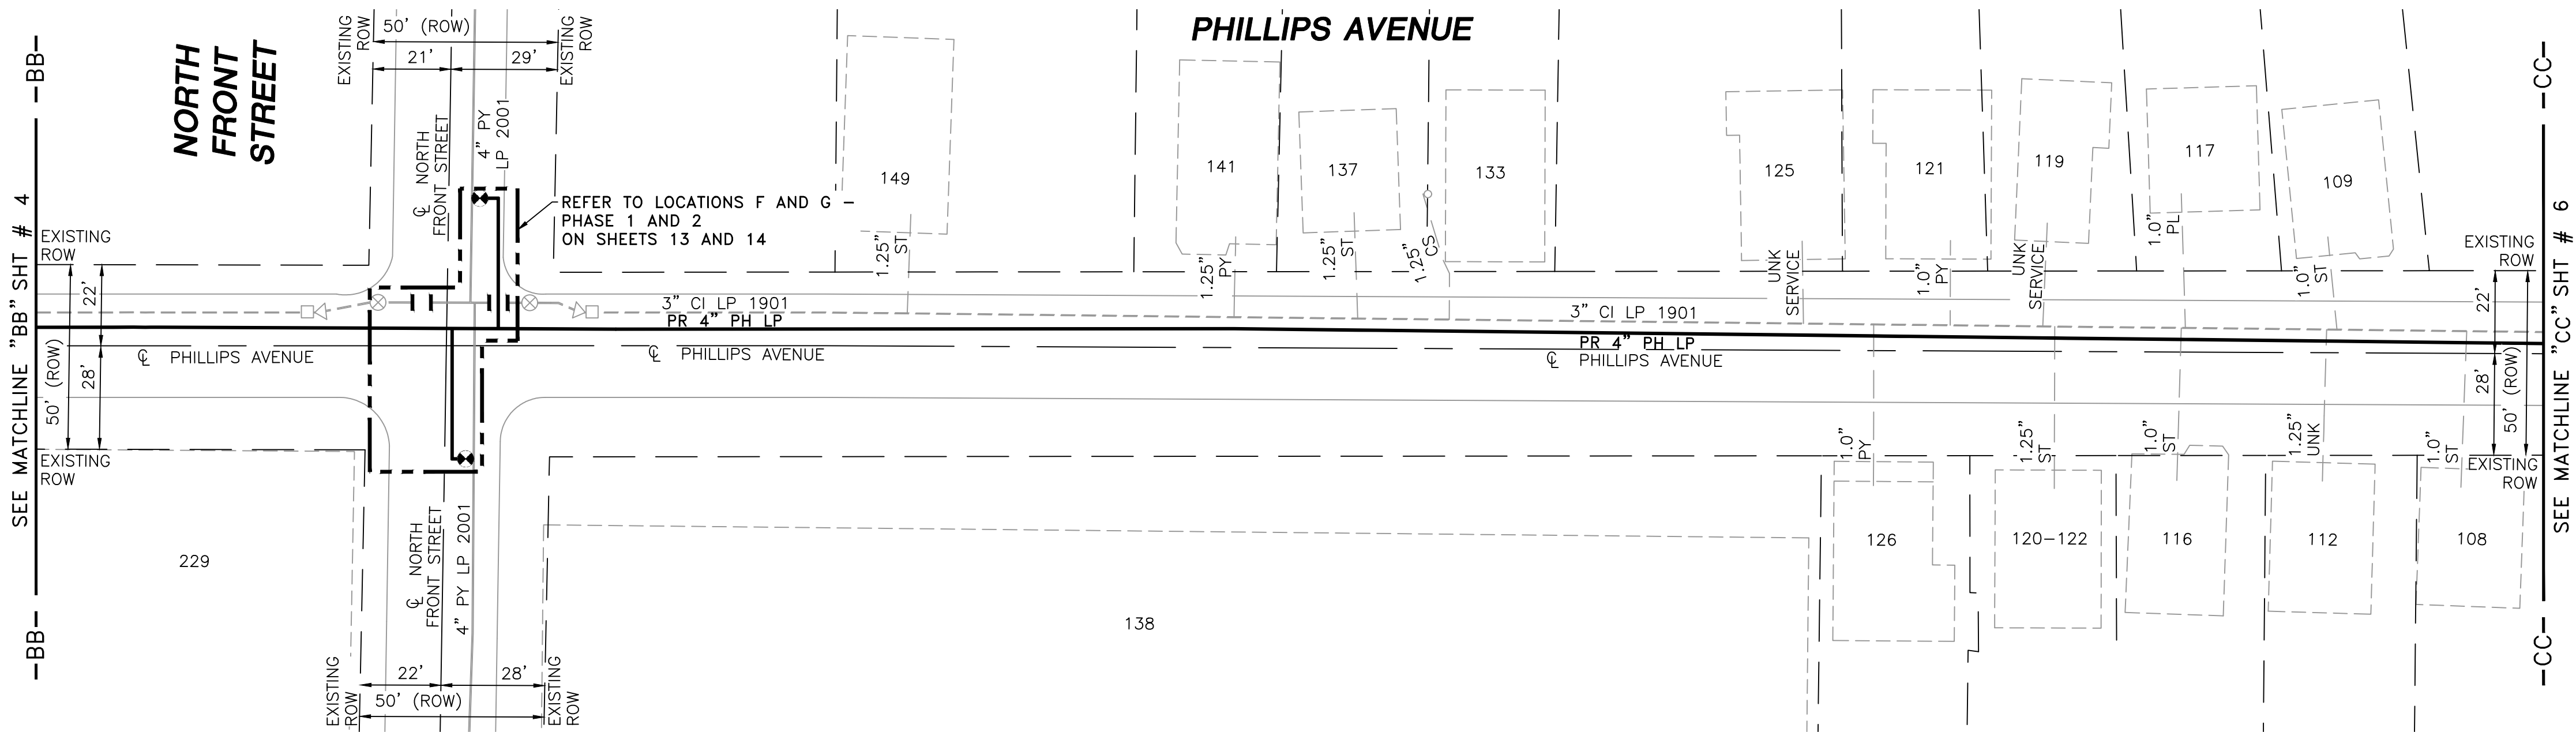 PHILLIPS AVENUE
NORTH
FRONT
STREET
BB
SEE MATCHLINE "BB" SHT # 4
BB
EXISTING
ROW
50' (ROW)
EXISTING
ROW
21'
29'
℄ NORTH
FRONT STREET
4" PY
LP 2001
REFER TO LOCATIONS F AND G –
PHASE 1 AND 2
ON SHEETS 13 AND 14
EXISTING
ROW
22'
28'
50' (ROW)
EXISTING
ROW
149
141
137
133
125
121
119
117
109
1.25"
ST
1.25"
PY
1.25"
ST
1.25"
CS
UNK
SERVICE
1.0"
PY
UNK
SERVICE
1.0"
PL
1.0"
ST
3" CI LP 1901
PR 4" PH LP
3" CI LP 1901
PR 4" PH LP
℄ PHILLIPS AVENUE
℄ PHILLIPS AVENUE
℄ PHILLIPS AVENUE
EXISTING
ROW
22'
28'
50' (ROW)
EXISTING
ROW
1.0"
PY
1.25"
ST
1.0"
ST
1.25"
UNK
1.0"
ST
229
138
126
120-122
116
112
108
℄ NORTH
FRONT STREET
4" PY LP 2001
EXISTING
ROW
22'
28'
50' (ROW)
EXISTING
ROW
CC
SEE MATCHLINE "CC" SHT # 6
CC